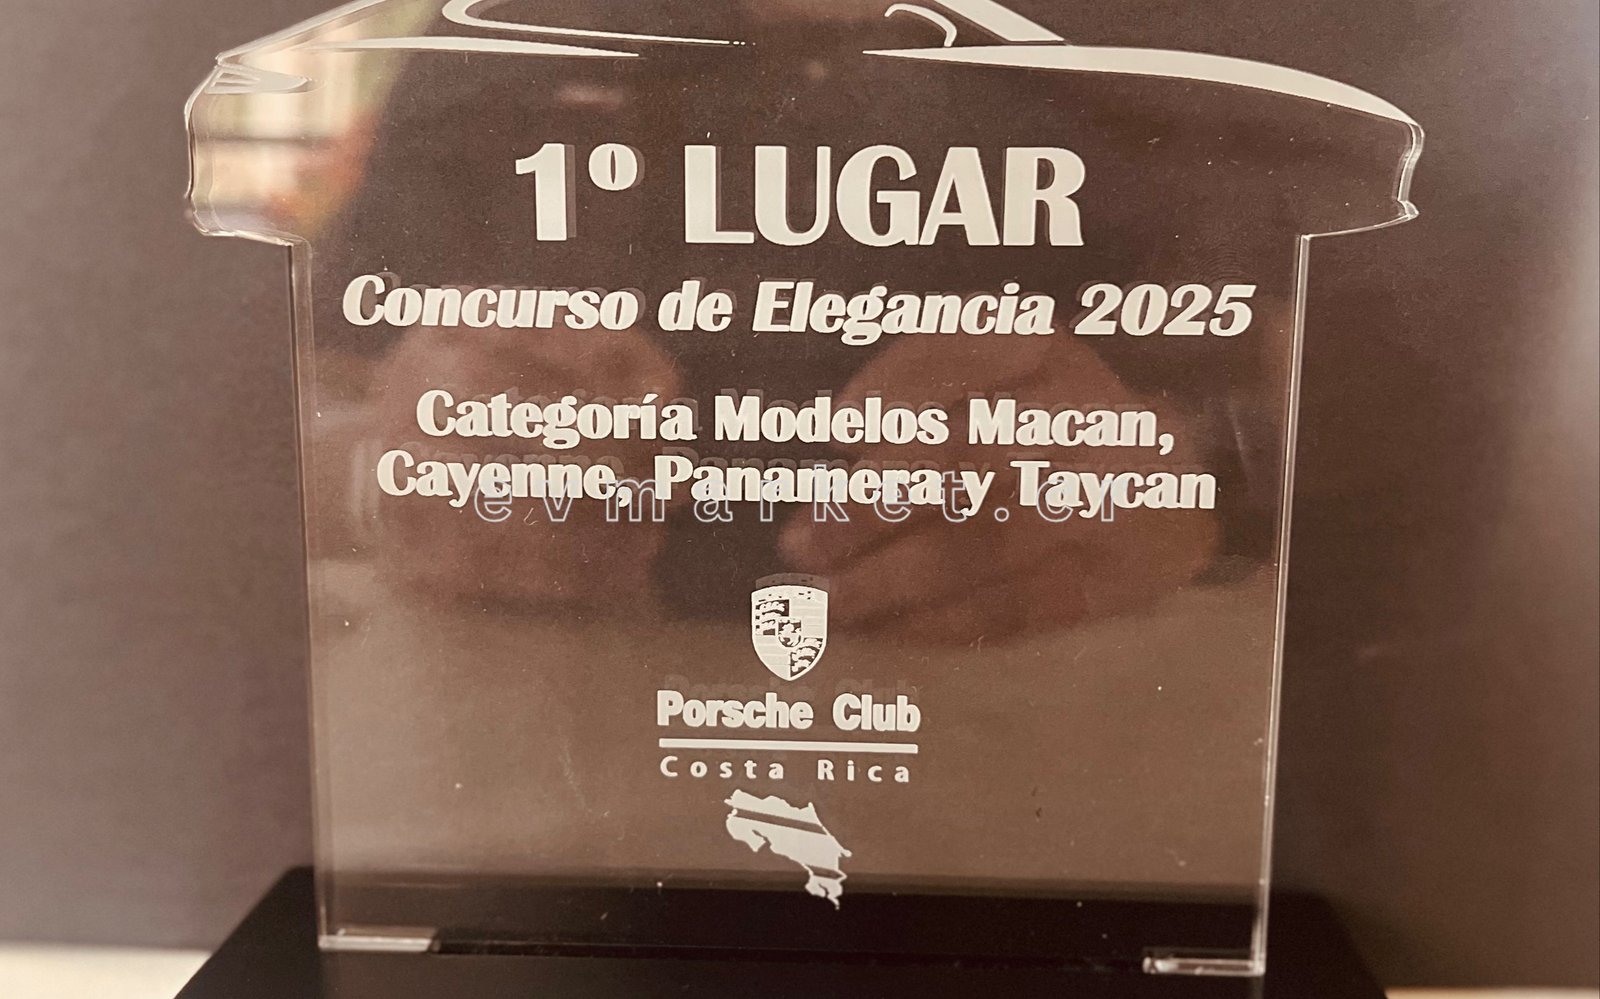 1º LUGAR
Concurso de Elegancia 2025
Categoría Modelos Macan,
Cayenne, Panamera y Taycan
evmarket.cr
Porsche Club
Costa Rica